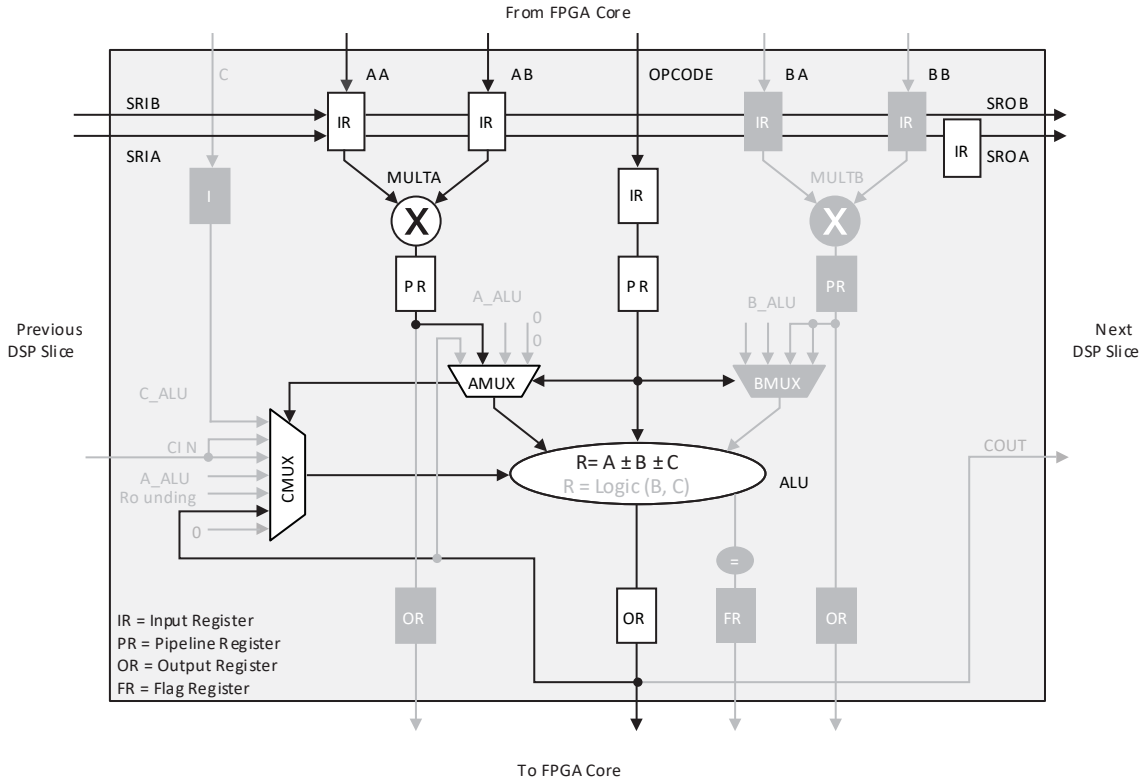 From FPGA Core
C
AA
AB
OPCODE
BA
BB
SRIB
SROB
IR
IR
IR
IR
SRIA
IR
SROA
MULTA
MULTB
I
IR
X
X
PR
PR
PR
A_ALU
B_ALU
0
0
Previous
DSP Slice
Next
DSP Slice
AMUX
BMUX
C_ALU
CIN
R= A ± B ± C
COUT
A_ALU
CMUX
R = Logic (B, C)
ALU
Rounding
0
=
IR = Input Register
OR
OR
FR
OR
PR = Pipeline Register
OR = Output Register
FR = Flag Register
To FPGA Core